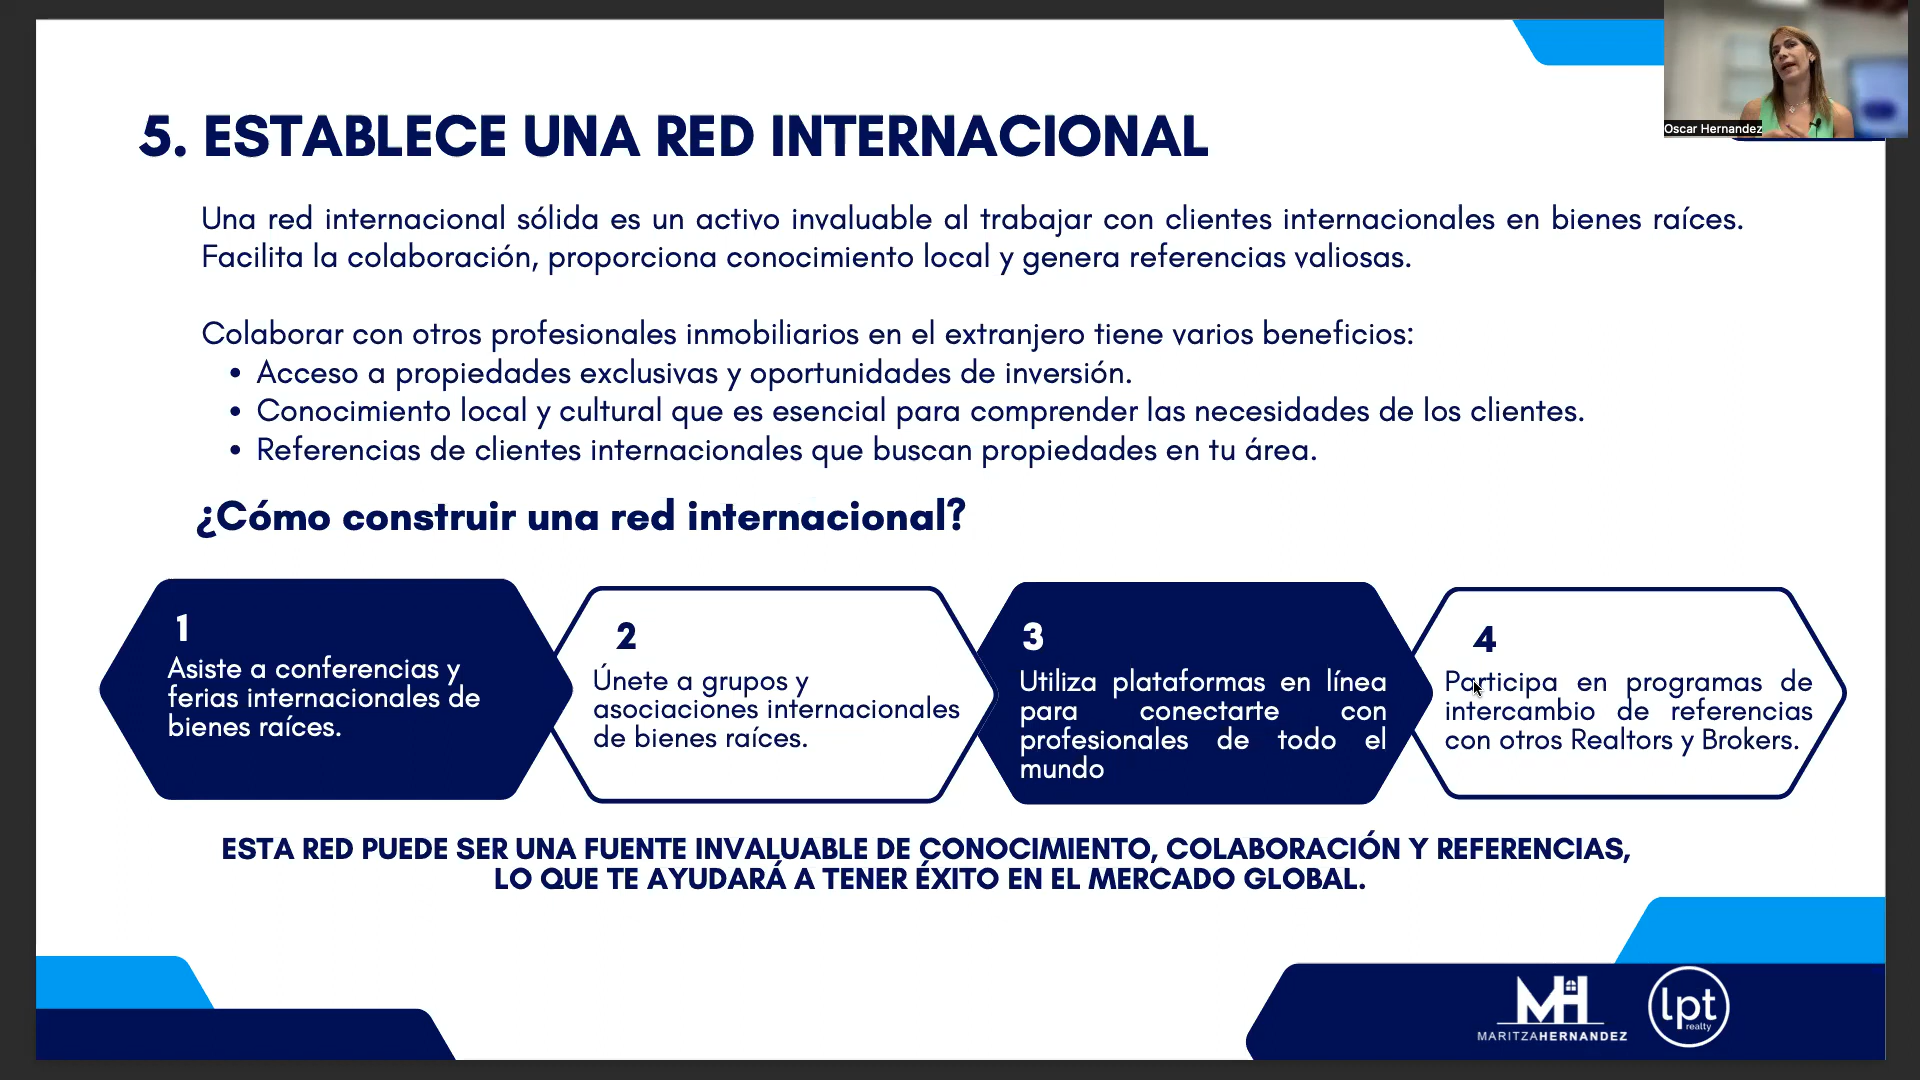 Oscar Hernandez
5. ESTABLECE UNA RED INTERNACIONAL
Una red internacional sólida es un activo invaluable al trabajar con clientes internacionales en bienes raíces.
Facilita la colaboración, proporciona conocimiento local y genera referencias valiosas.
Colaborar con otros profesionales inmobiliarios en el extranjero tiene varios beneficios:
• Acceso a propiedades exclusivas y oportunidades de inversión.
• Conocimiento local y cultural que es esencial para comprender las necesidades de los clientes.
• Referencias de clientes internacionales que buscan propiedades en tu área.
¿Cómo construir una red internacional?
1
Asiste a conferencias y
ferias internacionales de
bienes raíces.
2
Únete a grupos y
asociaciones internacionales
de bienes raíces.
3
Utiliza plataformas en línea
para conectarte con
profesionales de todo el
mundo
4
Participa en programas de
intercambio de referencias
con otros Realtors y Brokers.
ESTA RED PUEDE SER UNA FUENTE INVALUABLE DE CONOCIMIENTO, COLABORACIÓN Y REFERENCIAS,
LO QUE TE AYUDARÁ A TENER ÉXITO EN EL MERCADO GLOBAL.
MH
MARITZAHERNANDEZ
lpt
realty